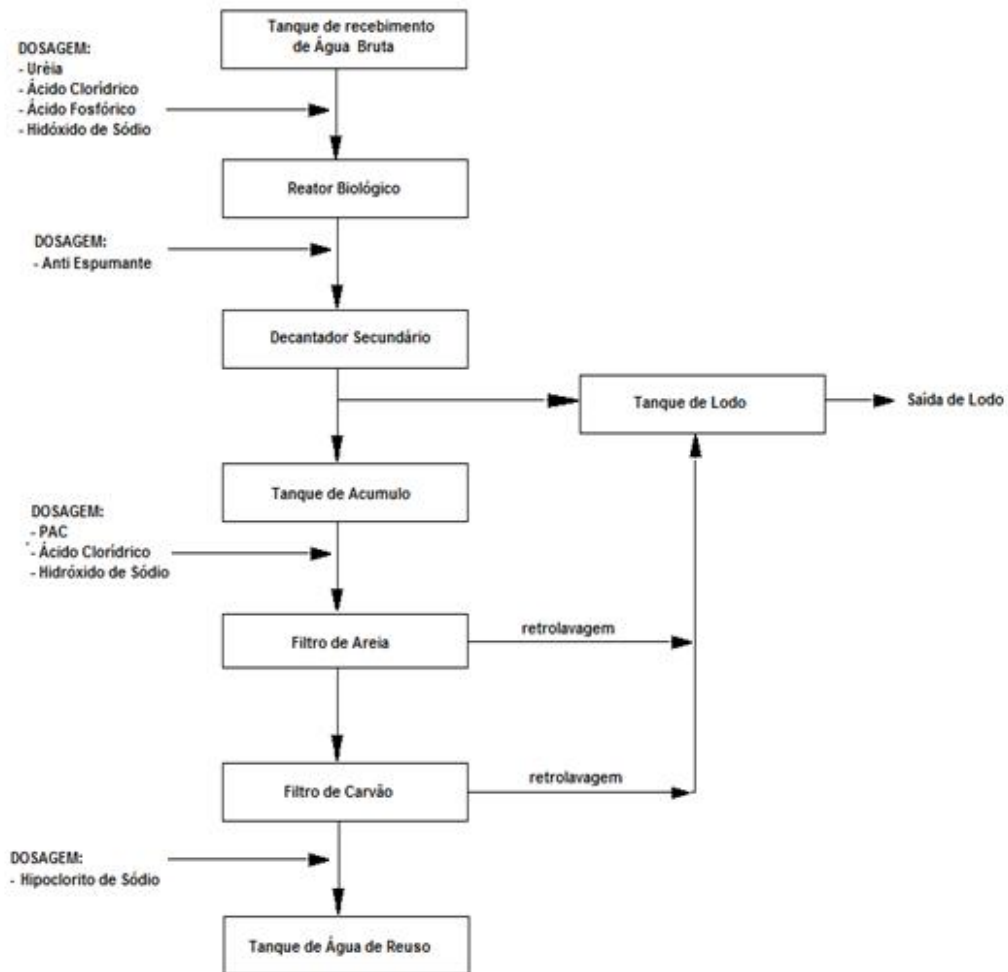 Tanque de recebimento
de Água Bruta
DOSAGEM:
- Uréia
- Ácido Clorídrico
- Ácido Fosfórico
- Hidóxido de Sódio
Reator Biológico
DOSAGEM:
- Anti Espumante
Decantador Secundário
Tanque de Lodo
Saída de Lodo
Tanque de Acumulo
DOSAGEM:
- PAC
- Ácido Clorídrico
- Hidróxido de Sódio
Filtro de Areia
retrolavagem
Filtro de Carvão
retrolavagem
DOSAGEM:
- Hipoclorito de Sódio
Tanque de Água de Reuso